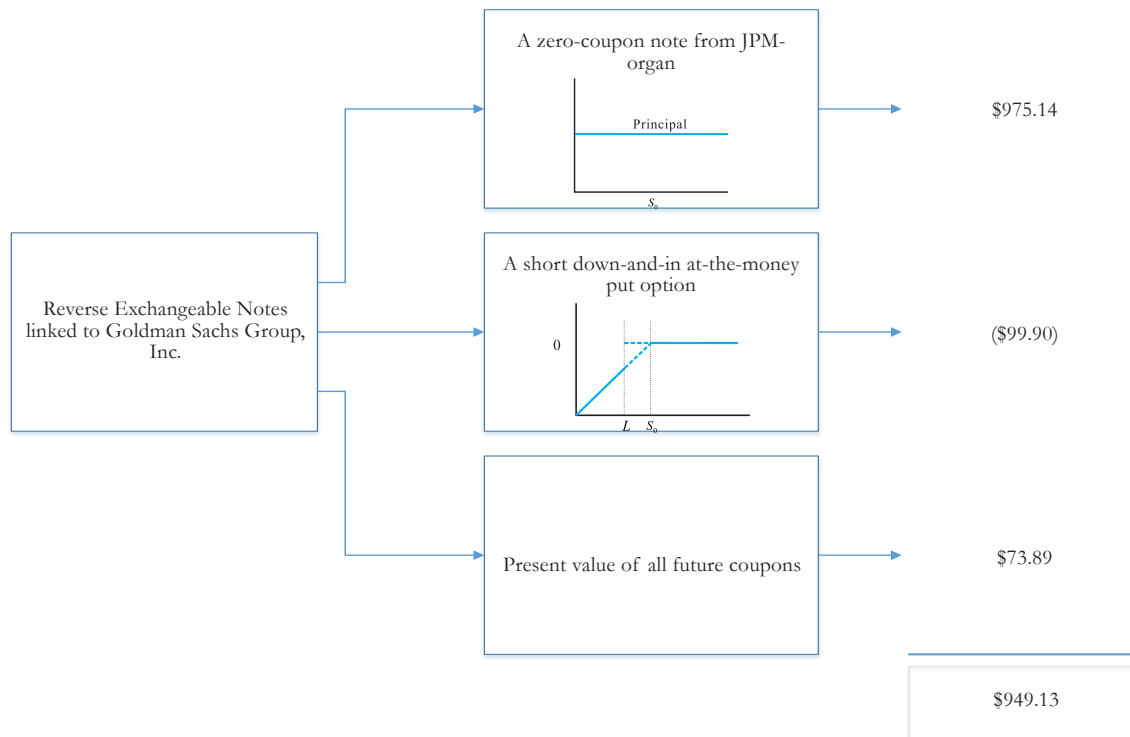 A zero-coupon note from JPM-
organ
Principal
S₀
$975.14
Reverse Exchangeable Notes
linked to Goldman Sachs Group,
Inc.
A short down-and-in at-the-money
put option
0
L S₀
($99.90)
Present value of all future coupons
$73.89
$949.13